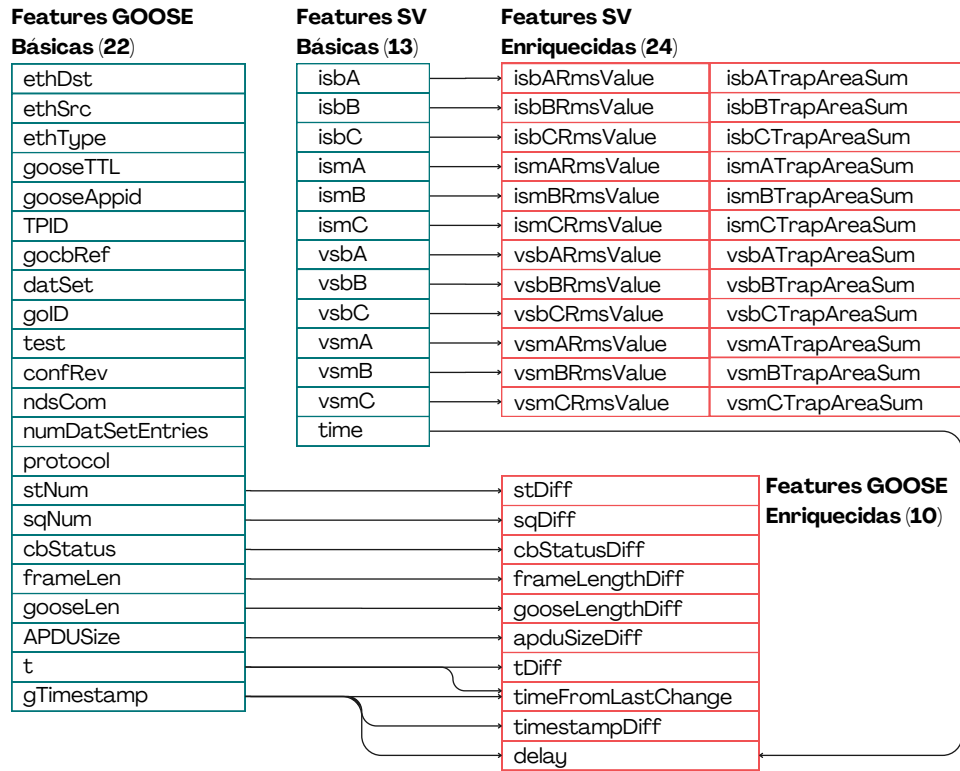 Features GOOSE
Básicas (22)
ethDst
ethSrc
ethType
gooseTTL
gooseAppid
TPID
gocbRef
datSet
goID
test
confRev
ndsCom
numDatSetEntries
protocol
stNum
sqNum
cbStatus
frameLen
gooseLen
APDUSize
t
gTimestamp
Features SV
Básicas (13)
isbA
isbB
isbC
ismA
ismB
ismC
vsbA
vsbB
vsbC
vsmA
vsmB
vsmC
time
Features SV
Enriquecidas (24)
isbARmsValue
isbBRmsValue
isbCRmsValue
ismARmsValue
ismBRmsValue
ismCRmsValue
vsbARmsValue
vsbBRmsValue
vsbCRmsValue
vsmARmsValue
vsmBRmsValue
vsmCRmsValue
isbATrapAreaSum
isbBTrapAreaSum
isbCTrapAreaSum
ismATrapAreaSum
ismBTrapAreaSum
ismCTrapAreaSum
vsbATrapAreaSum
vsbBTrapAreaSum
vsbCTrapAreaSum
vsmATrapAreaSum
vsmBTrapAreaSum
vsmCTrapAreaSum
Features GOOSE
Enriquecidas (10)
stDiff
sqDiff
cbStatusDiff
frameLengthDiff
gooseLengthDiff
apduSizeDiff
tDiff
timeFromLastChange
timestampDiff
delay